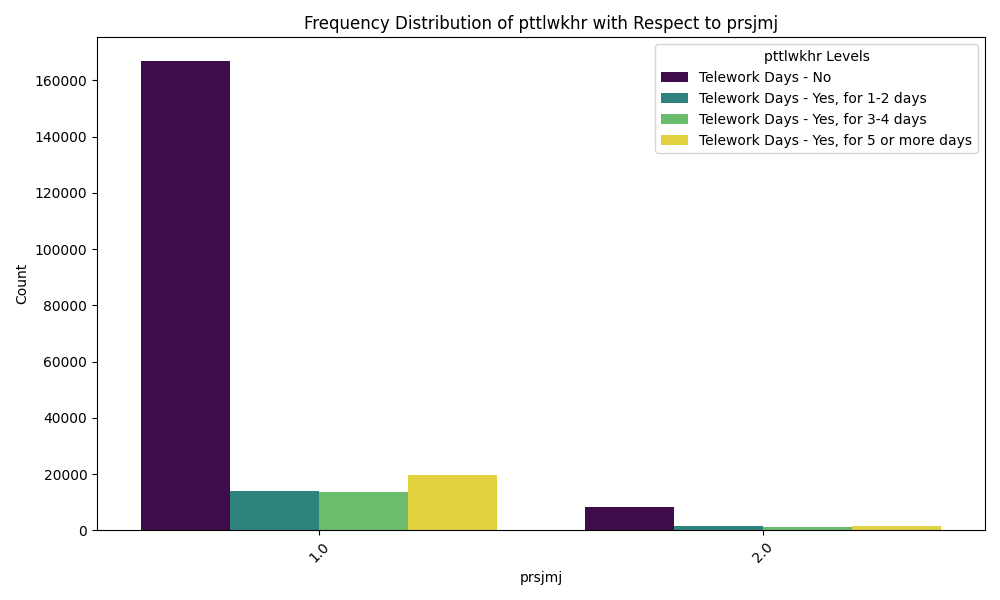 Frequency Distribution of pttlwkhr with Respect to prsjmj
pttlwkhr Levels
Telework Days - No
Telework Days - Yes, for 1-2 days
Telework Days - Yes, for 3-4 days
Telework Days - Yes, for 5 or more days
160000
140000
120000
100000
80000
60000
40000
20000
0
Count
1.0
2.0
prsjmj